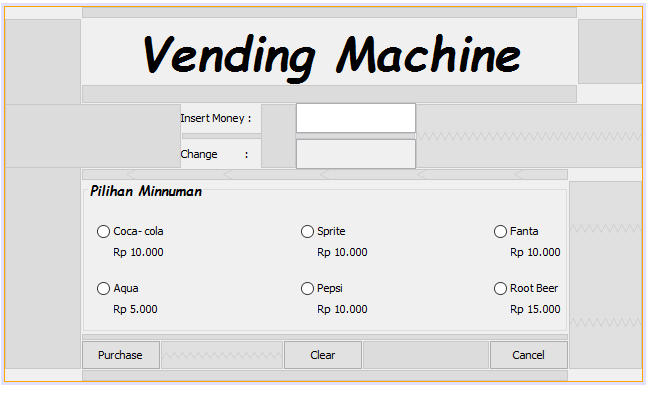 Vending Machine
Insert Money :
Change :
Pilihan Minnuman
Coca- cola Sprite Fanta
Rp 10.000 Rp 10.000 Rp 10.000
Aqua Pepsi Root Beer
Rp 5.000 Rp 10.000 Rp 15.000
Purchase Clear Cancel